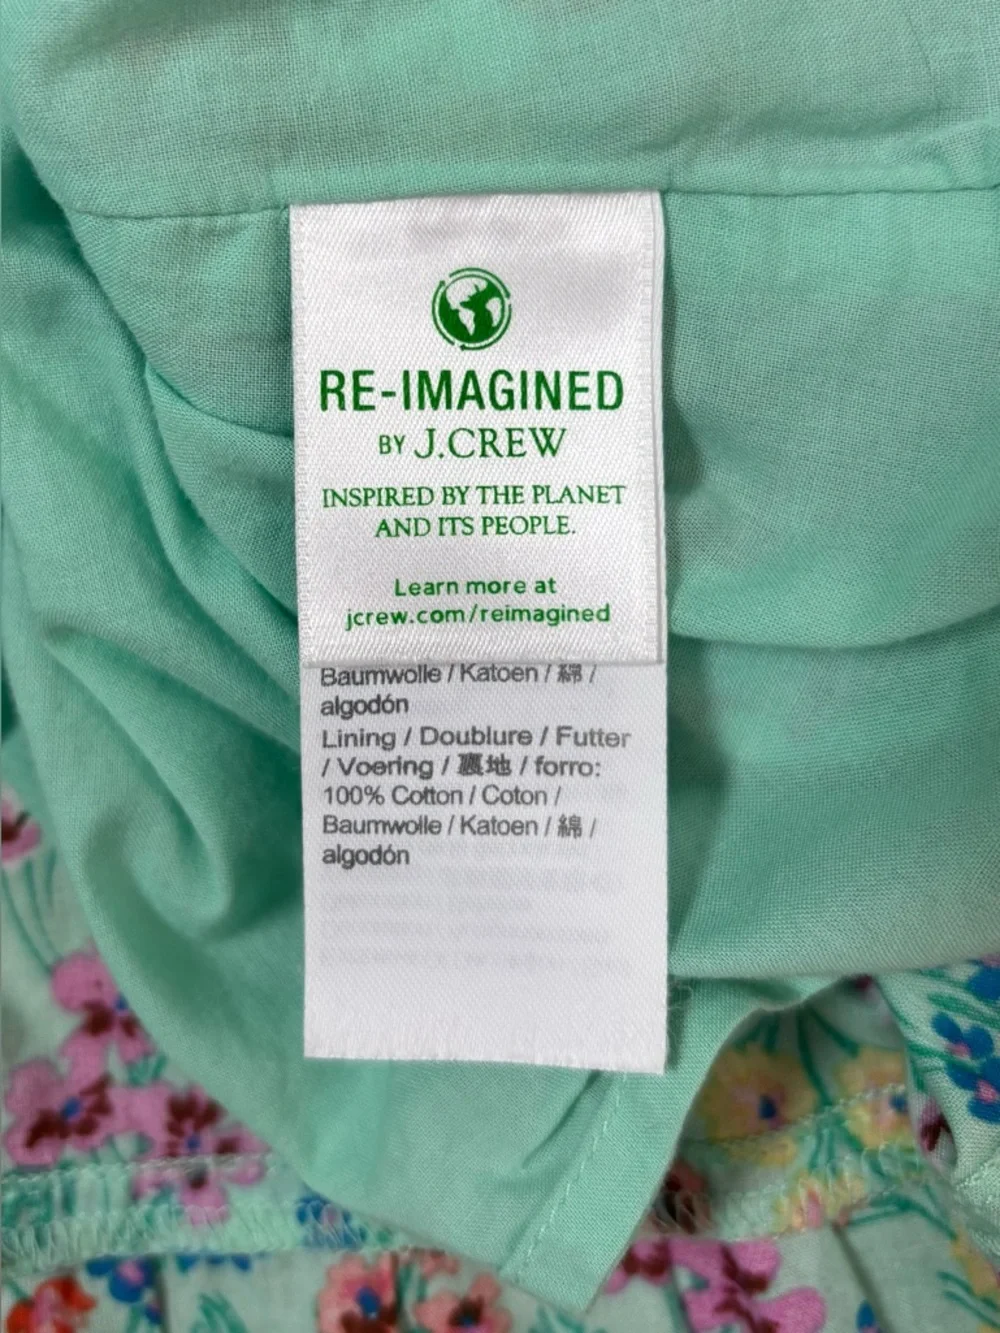 RE-IMAGINED
BY J.CREW
INSPIRED BY THE PLANET
AND ITS PEOPLE.
Learn more at
jcrew.com/reimagined
Baumwolle / Katoen / 綿 /
algodón
Lining / Doublure / Futter
/ Voering / 裏地 / forro:
100% Cotton / Coton /
Baumwolle / Katoen / 綿 /
algodón